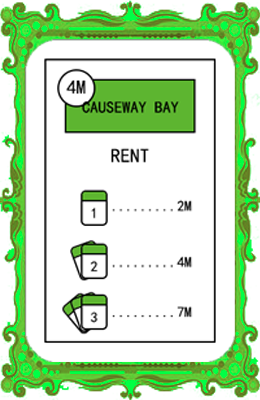 4M
CAUSEWAY BAY
RENT
1 ......... 2M
2 ......... 4M
3 ......... 7M